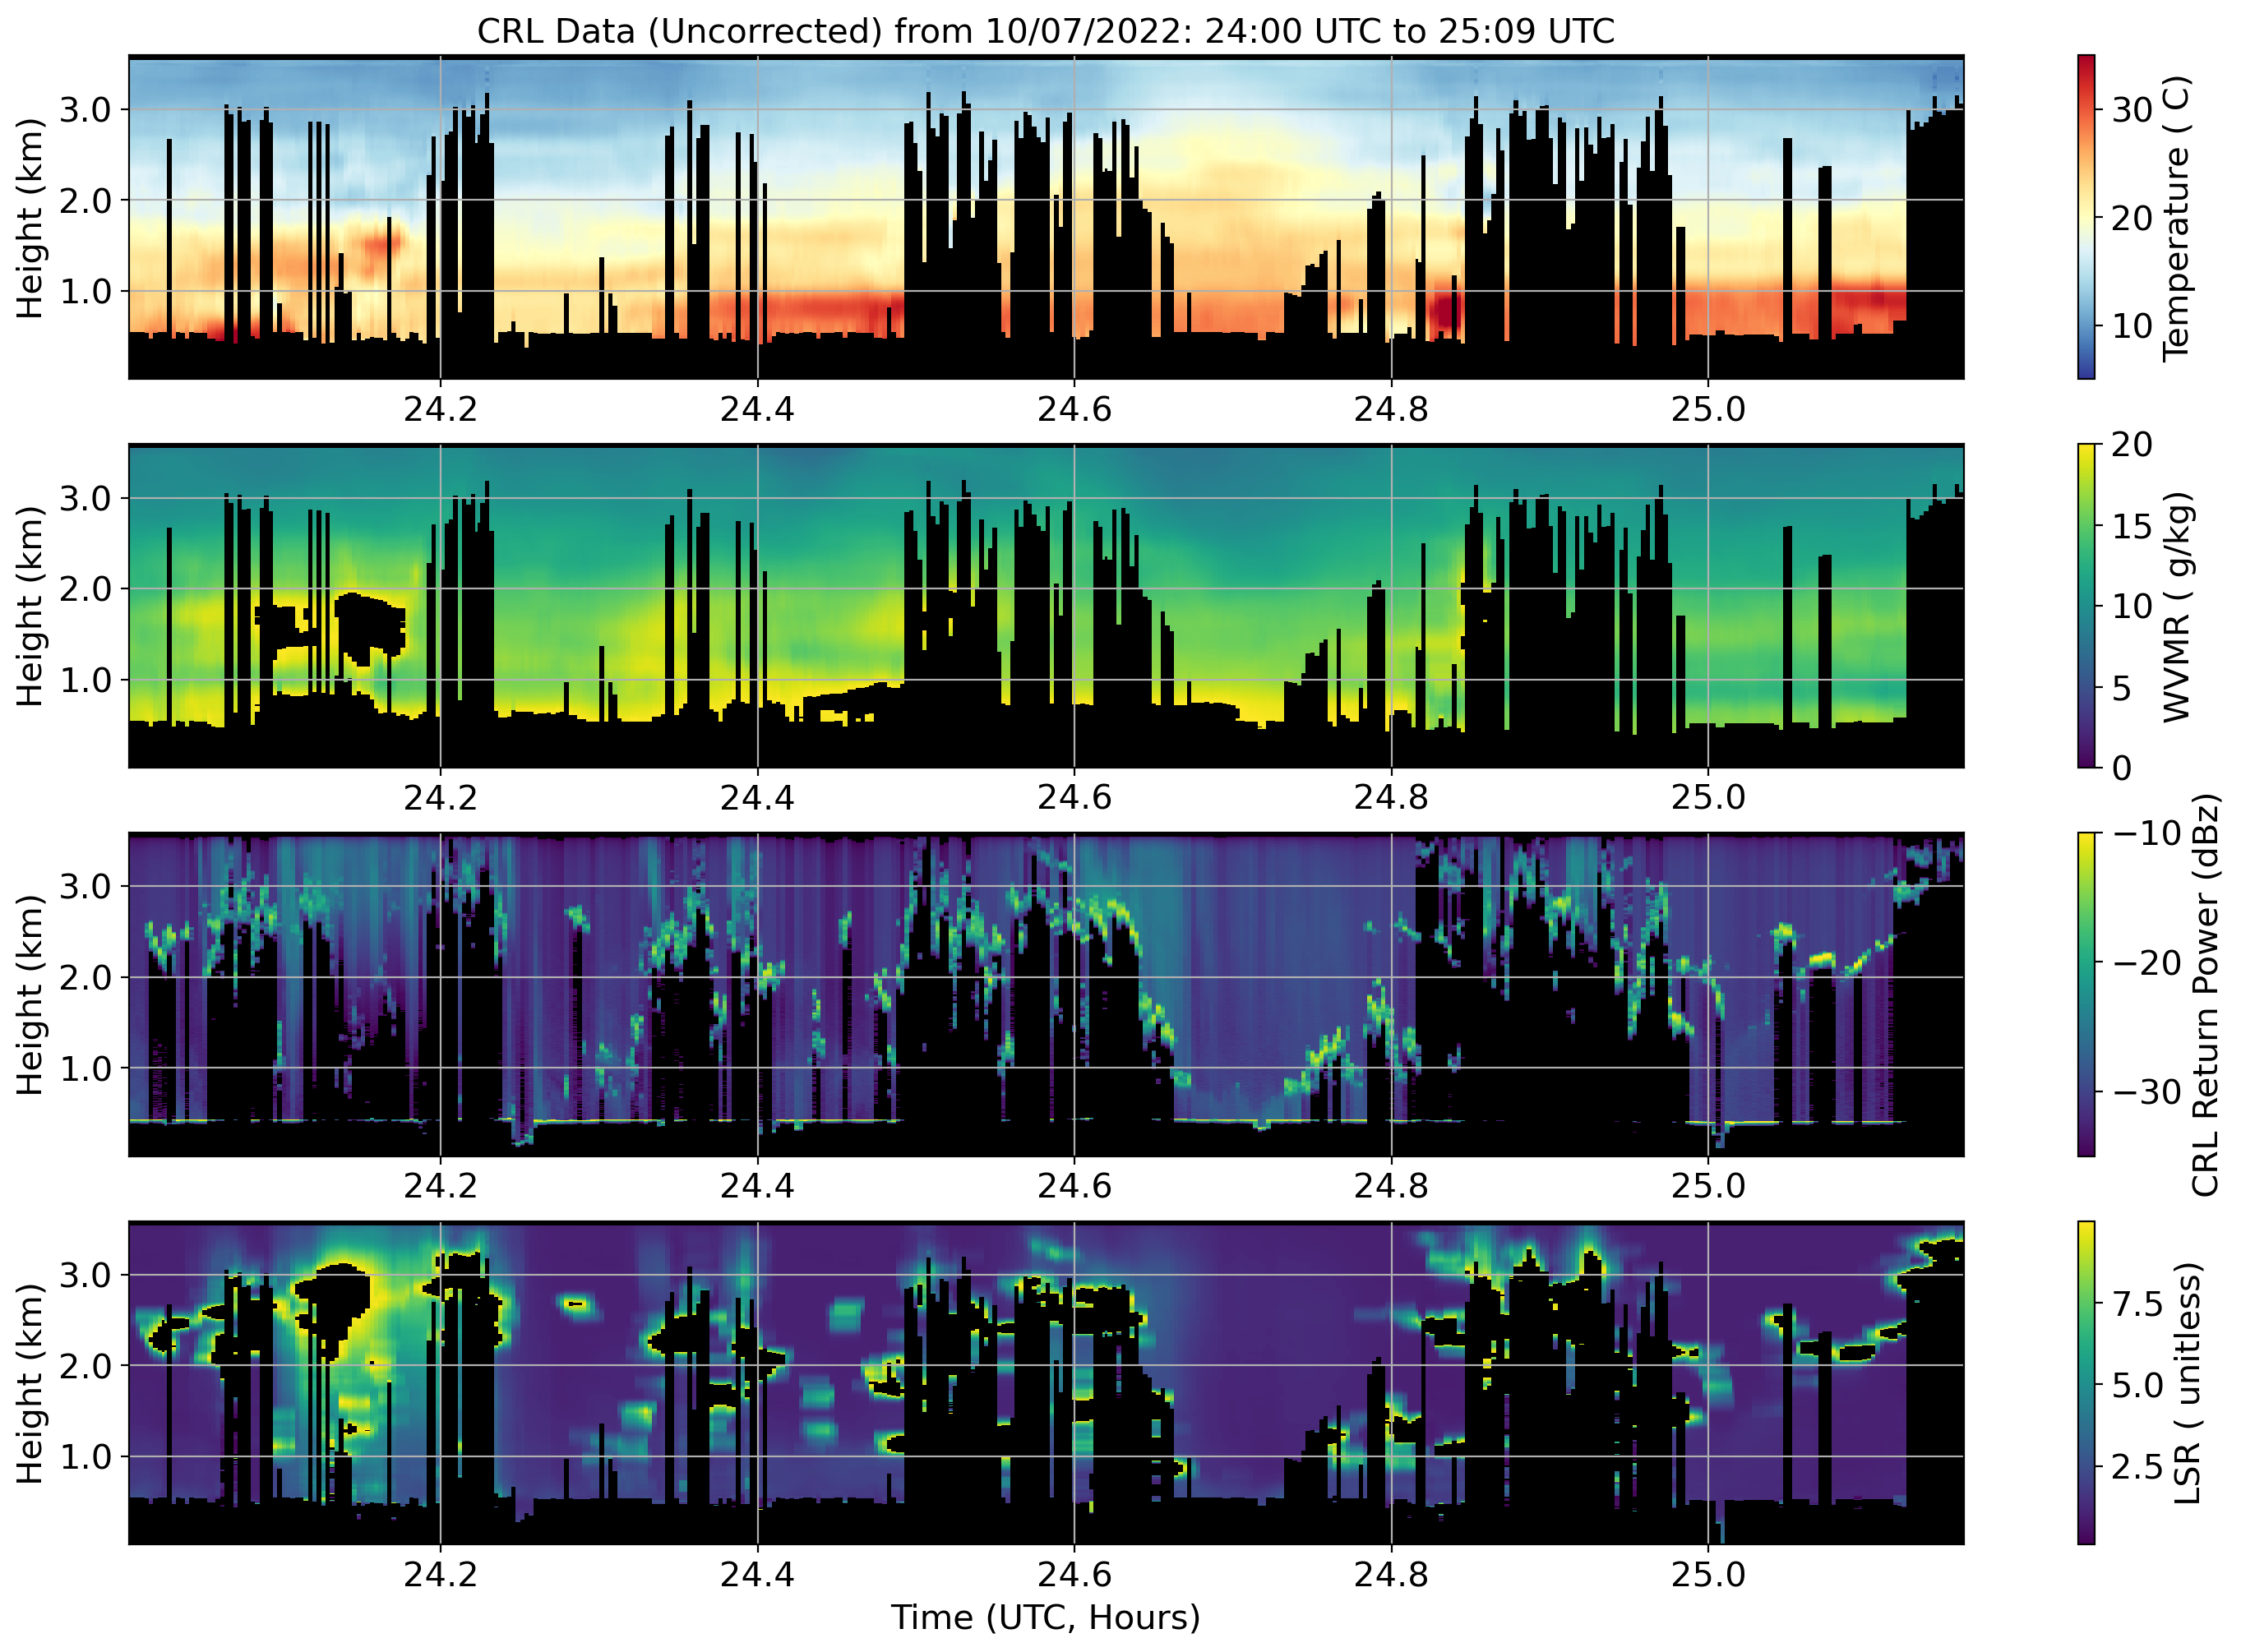 CRL Data (Uncorrected) from 10/07/2022: 24:00 UTC to 25:09 UTC
Height (km)
3.0
2.0
1.0
24.2 24.4 24.6 24.8 25.0
30
20
10
Temperature ( C)
Height (km)
3.0
2.0
1.0
24.2 24.4 24.6 24.8 25.0
20
15
10
5
0
WVMR ( g/kg)
Height (km)
3.0
2.0
1.0
24.2 24.4 24.6 24.8 25.0
−10
−20
−30
CRL Return Power (dBz)
Height (km)
3.0
2.0
1.0
24.2 24.4 24.6 24.8 25.0
7.5
5.0
2.5
LSR ( unitless)
Time (UTC, Hours)